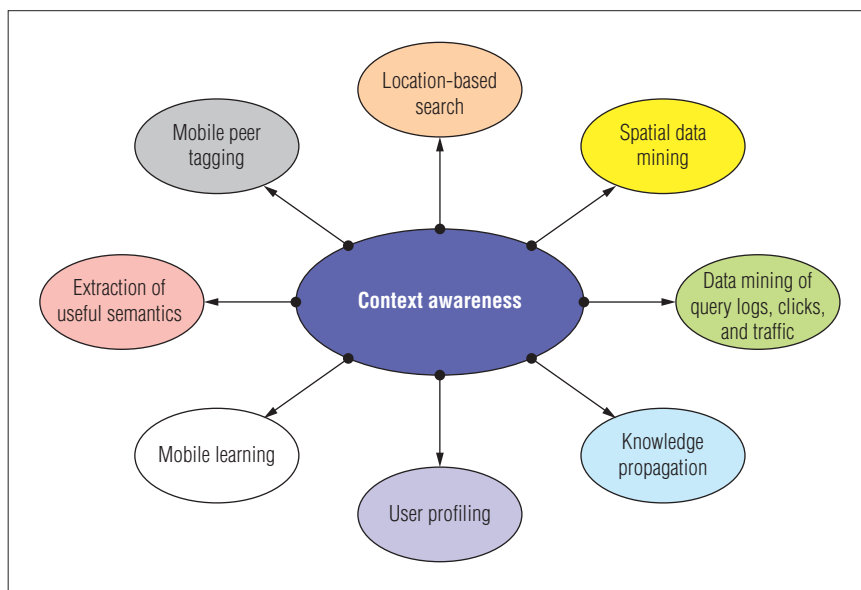 Location-based
search
Mobile peer
tagging
Spatial data
mining
Extraction of
useful semantics
Context awareness
Data mining of
query logs, clicks,
and traffic
Mobile learning
Knowledge
propagation
User profiling